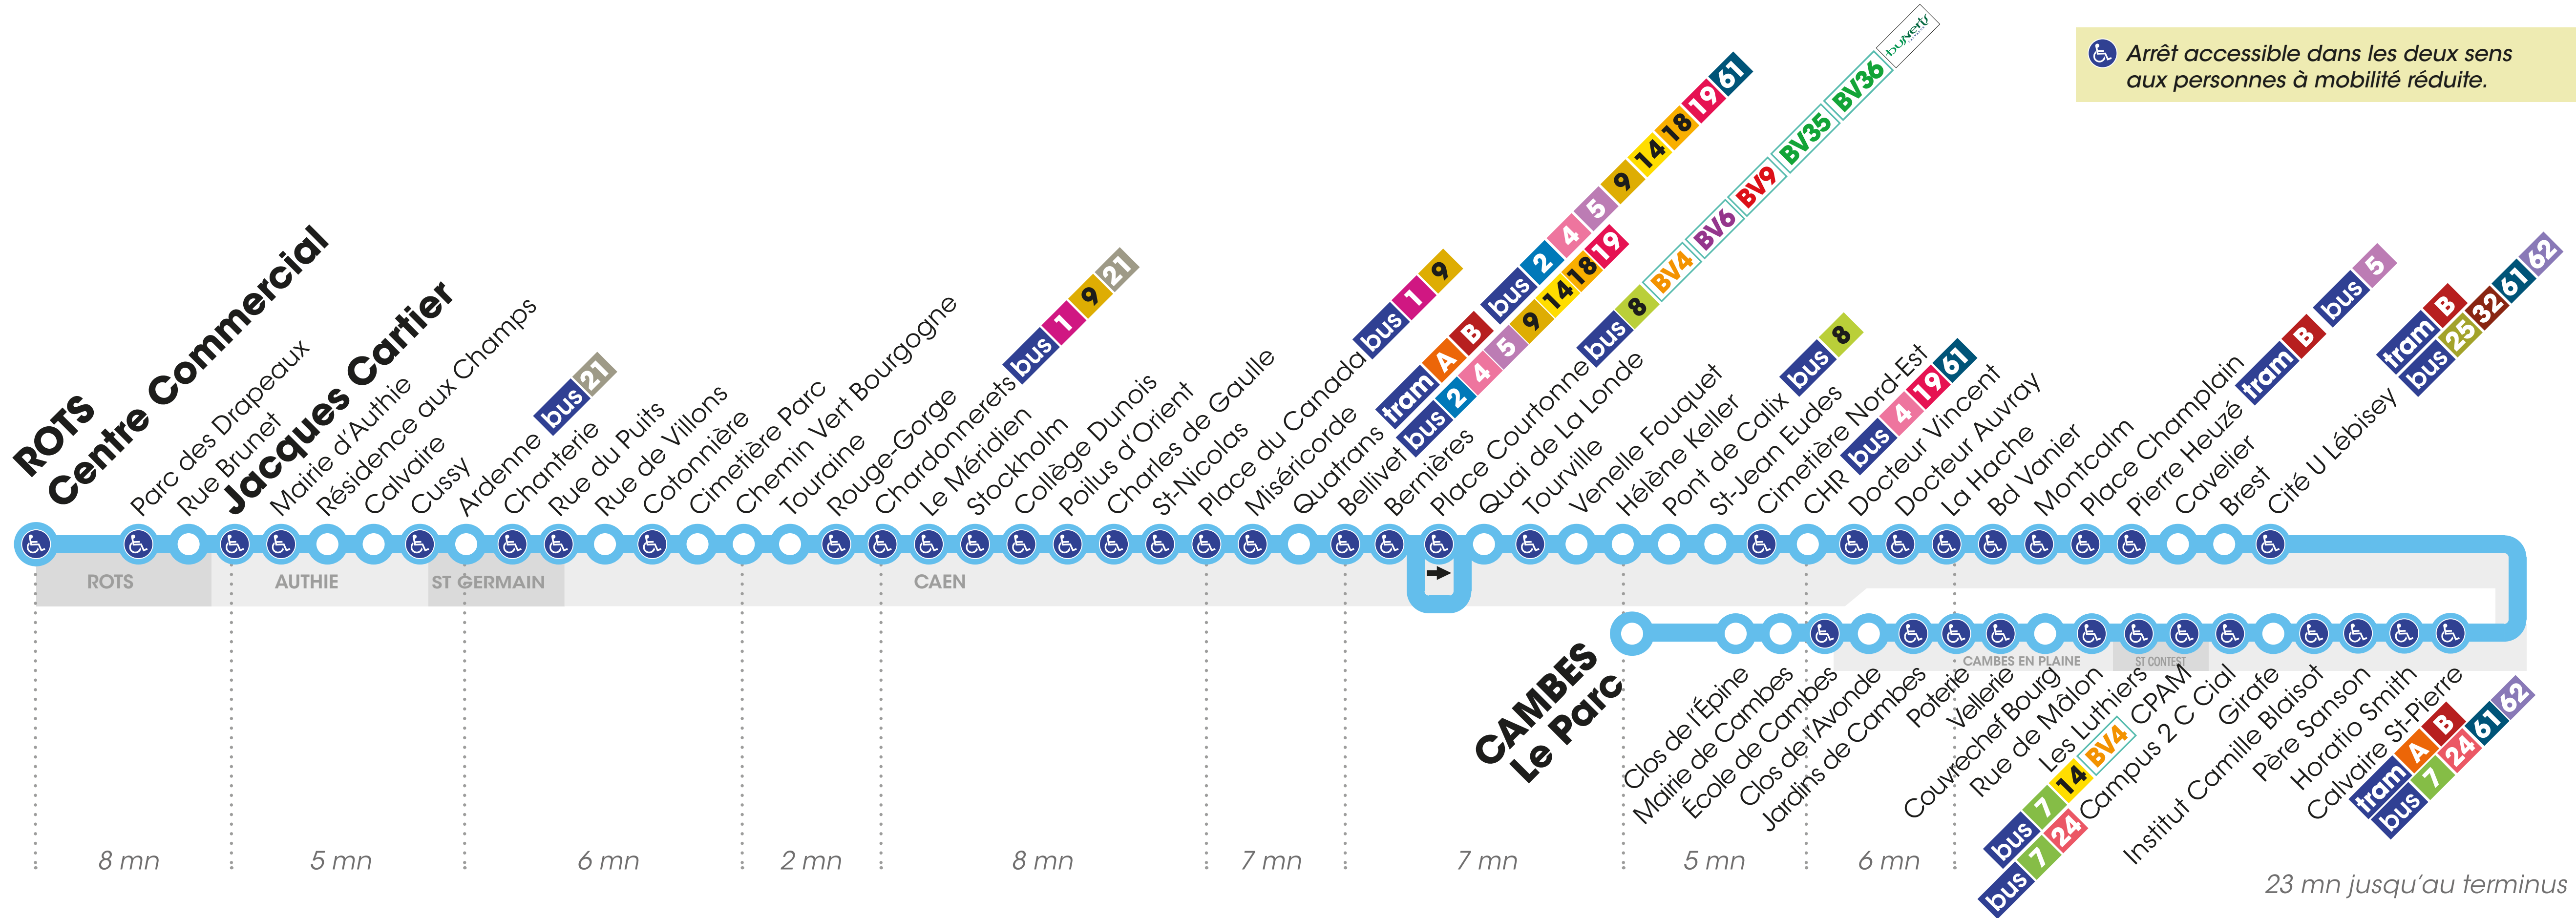 Arrêt accessible dans les deux sens
aux personnes à mobilité réduite.
ROTS
Centre Commercial
Parc des Drapeaux
Rue Brunet
Jacques Cartier
Mairie d'Authie
Résidence aux Champs
Calvaire
Cussy
Ardenne bus 21
Chanterie
Rue du Puits
Rue de Villons
Cotonnière
Cimetière Parc
Chemin Vert Bourgogne
Touraine
Rouge-Gorge
Chardonnerets bus 1 9 21
Le Méridien
Stockholm
Collège Dunois
Poilus d'Orient
Charles de Gaulle
St-Nicolas
Place du Canada bus 1 9
Miséricorde
Quatrans tram A B bus 2 4 5 9 14 18 19 61
Bellivet bus 2 4 5 9 14 18 19
Bernières
Place Courtonne bus 8 BV4 BV6 BV9 BV35 BV36 busverts
Quai de La Londe
Tourville
Venelle Fouquet
Hélène Keller
Pont de Calix bus 8
St-Jean Eudes
Cimetière Nord-Est
CHR bus 4 19 61
Docteur Vincent
Docteur Auvray
La Hache
Bd Vanier
Montcalm
Place Champlain
Pierre Heuzé tram B bus 5
Cavelier
Brest
Cité U Lébisey tram B
bus 25 32 61 62
ROTS
AUTHIE
ST GERMAIN
CAEN
CAMBES EN PLAINE
ST CONTEST
CAMBES
Le Parc
Clos de l'Épine
Mairie de Cambes
École de Cambes
Clos de l'Avonde
Jardins de Cambes
Poterie
Vellerie
Couvrechef Bourg
Rue de Mâlon
Les Luthiers
bus 7 14 BV4 CPAM
bus 7 24 Campus 2 C Cial
Girafe
Institut Camille Blaisot
Père Sanson
Horatio Smith
Calvaire St-Pierre
tram A B
bus 7 24 61 62
8 mn
5 mn
6 mn
2 mn
8 mn
7 mn
7 mn
5 mn
6 mn
23 mn jusqu'au terminus